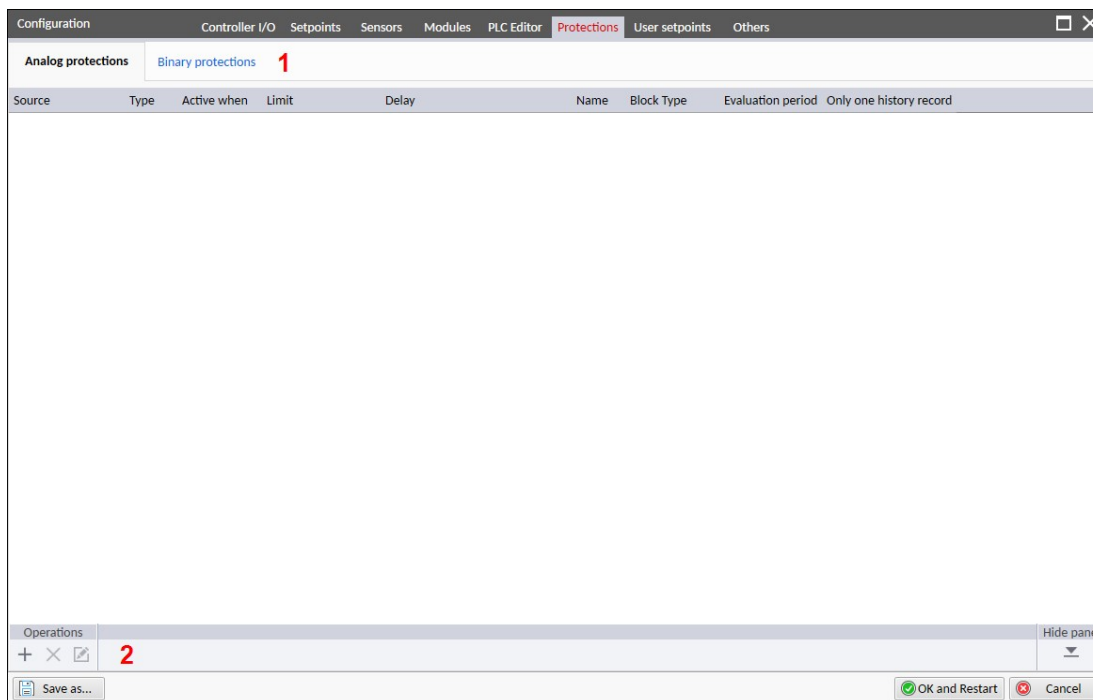 Configuration Controller I/O Setpoints Sensors Modules PLC Editor Protections User setpoints Others
Analog protections Binary protections 1
Source Type Active when Limit Delay Name Block Type Evaluation period Only one history record
Operations Hide pane
2
Save as... OK and Restart Cancel